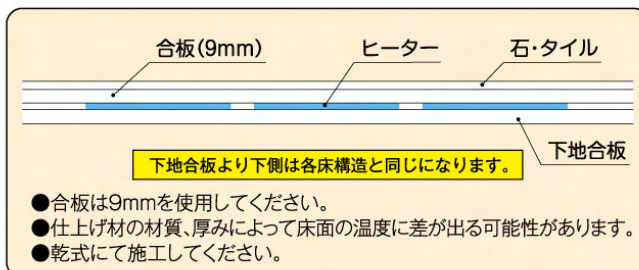 合板(9mm)
ヒーター
石・タイル
下地合板
下地合板より下側は各床構造と同じになります。
●合板は9mmを使用してください。
●仕上げ材の材質、厚みによって床面の温度に差が出る可能性があります。
●乾式にて施工してください。